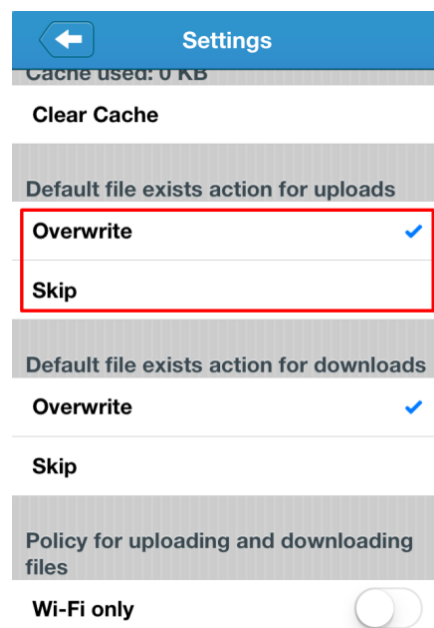 Settings
Cache used: 0 KB
Clear Cache
Default file exists action for uploads
Overwrite
Skip
Default file exists action for downloads
Overwrite
Skip
Policy for uploading and downloading
files
Wi-Fi only